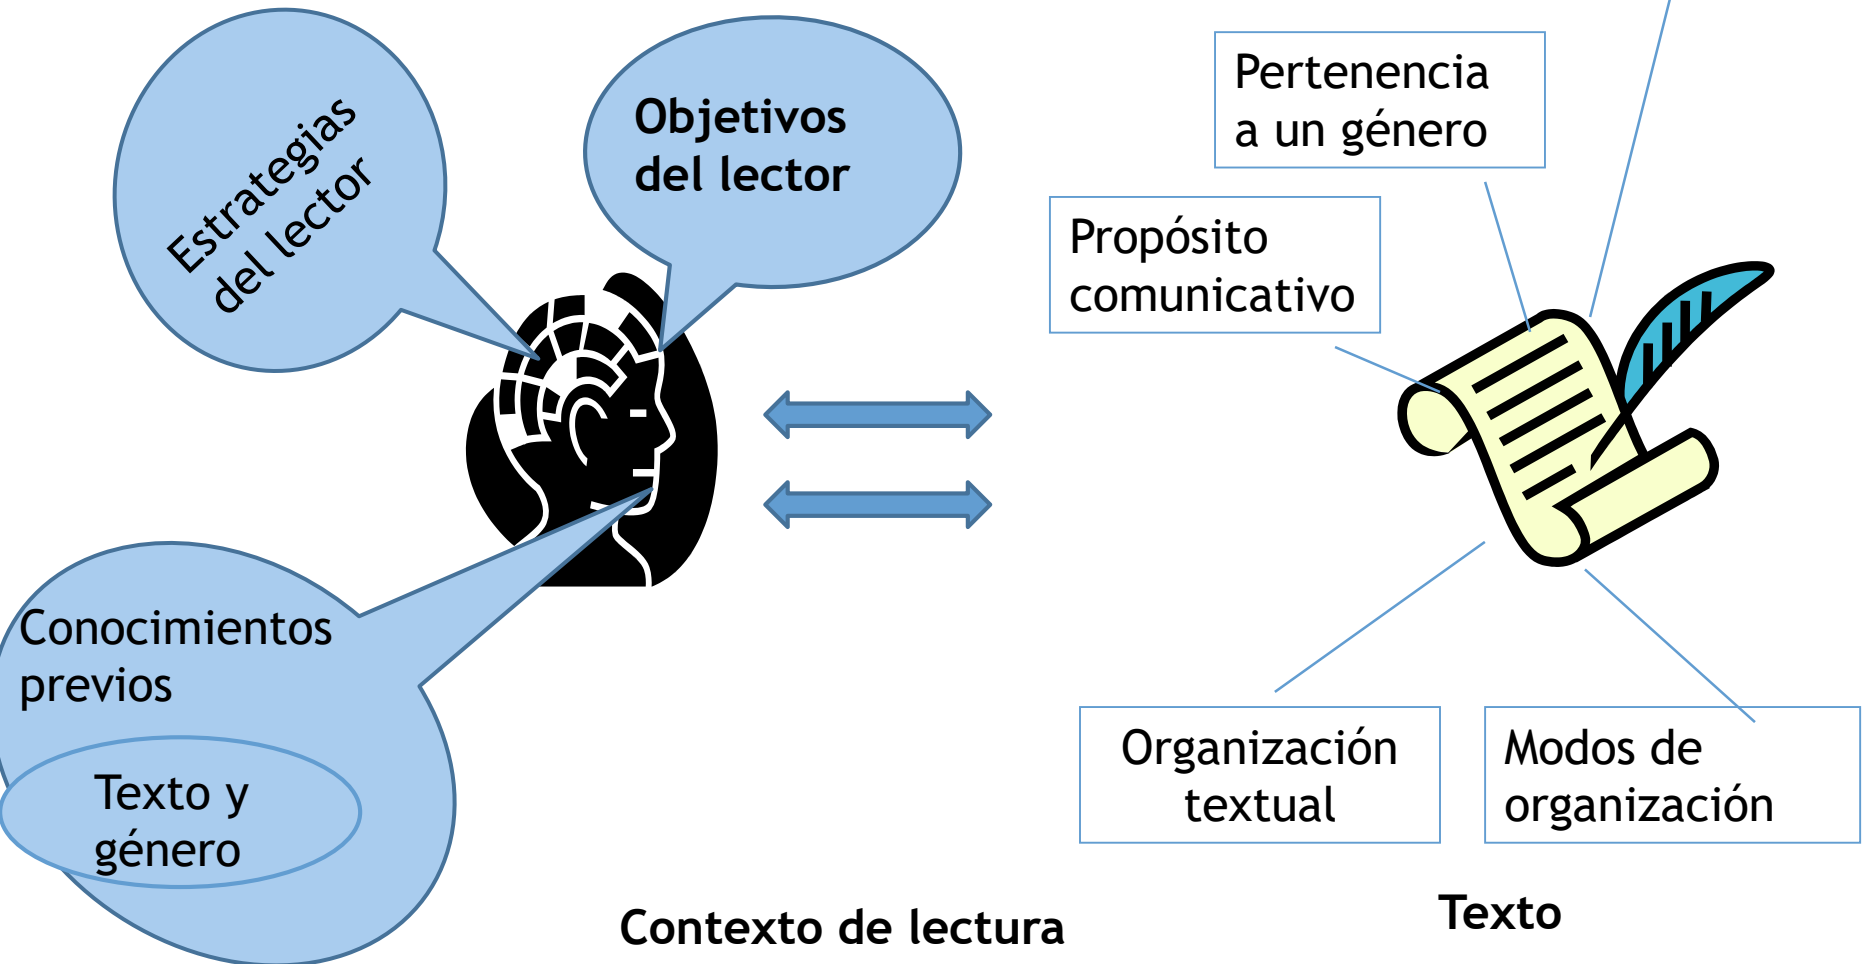 Estrategias
del lector
Objetivos
del lector
Pertenencia
a un género
Propósito
comunicativo
Conocimientos
previos
Texto y
género
Organización
textual
Modos de
organización
Contexto de lectura
Texto